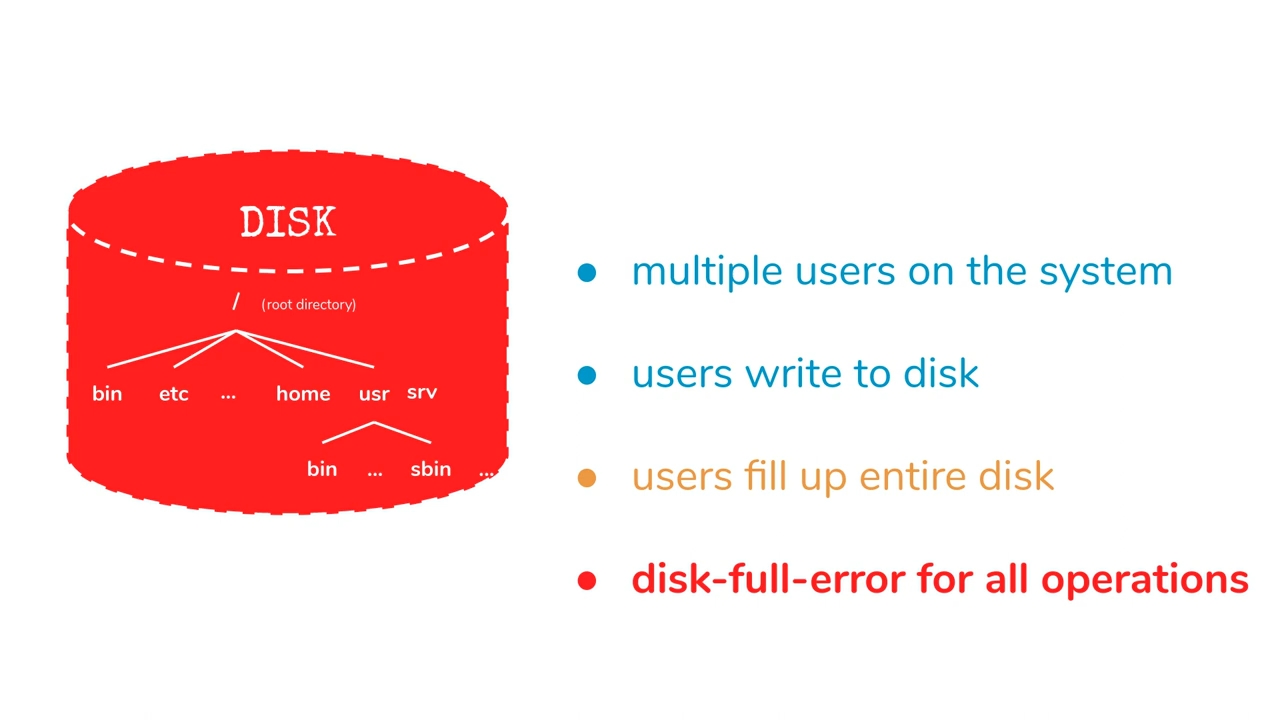 DISK
/ (root directory)
bin etc ... home usr srv
bin ... sbin ...
• multiple users on the system
• users write to disk
• users fill up entire disk
• disk-full-error for all operations